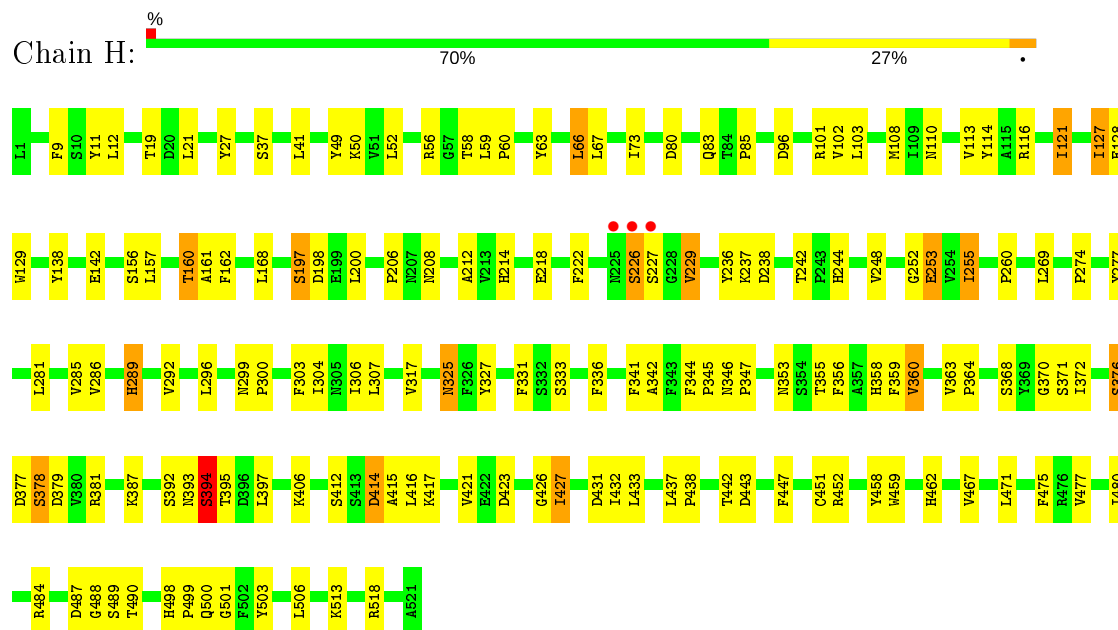 %
Chain H:
70% 27% •
L1 F9 S10 Y11 L12 T19 D20 L21 Y27 S37 L41 Y49 K50 V51 L52 R56 G57 T58 L59 P60 Y63 L66 L67 I73 D80 Q83 T84 P85 D96 R101 V102 L103 M108 I109 N110 V113 Y114 A115 R116 I121 I127 E128
W129 Y138 E142 S156 L157 T160 A161 F162 L168 S197 D198 E199 L200 P206 N207 N208 A212 V213 H214 E218 F222 N225 S226 S227 G228 V229 Y236 K237 D238 T242 P243 H244 V248 G252 E253 V254 I255 P260 L269 P274 Y277
L281 V285 V286 H289 V292 L296 N299 P300 F303 I304 N305 I306 L307 V317 N325 F326 Y327 F331 S332 S333 F336 F341 A342 F343 F344 P345 N346 P347 N353 S354 T355 F356 A357 H358 F359 V360 V363 P364 S368 Y369 G370 S371 I372 S376
D377 S378 D379 V380 R381 K387 S392 N393 S394 T395 D396 L397 K406 S412 S413 D414 A415 L416 K417 V421 E422 D423 G426 I427 D431 I432 L433 L437 P438 T442 D443 F447 C451 R452 Y458 W459 H462 V467 L471 F475 R476 V477 L480
R484 D487 G488 S489 T490 H498 P499 Q500 G501 F502 Y503 L506 K513 R518 A521